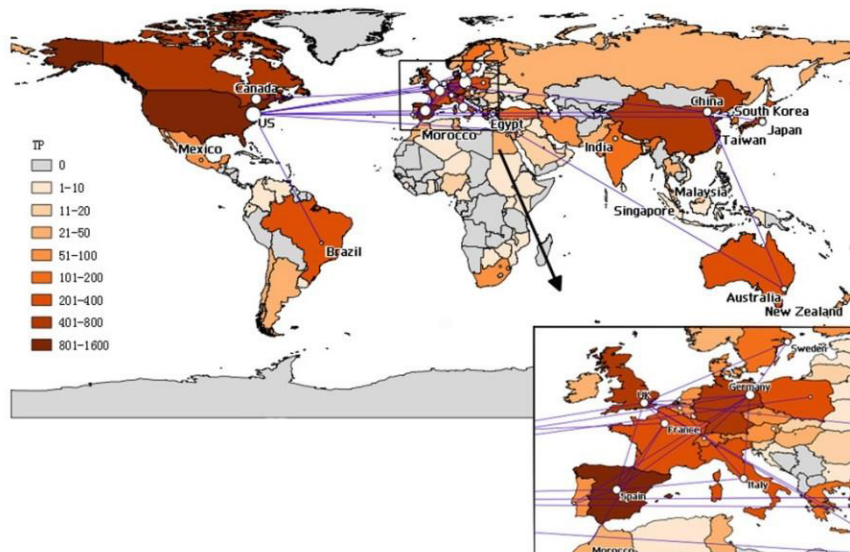 Canada
US
Mexico
Brazil
Morocco
Egypt
China
South Korea
Japan
Taiwan
India
Malaysia
Singapore
Australia
New Zealand
TP
0
1-10
11-20
21-50
51-100
101-200
201-400
401-800
801-1600
Sweden
Germany
UK
France
Italy
Spain
Morocco